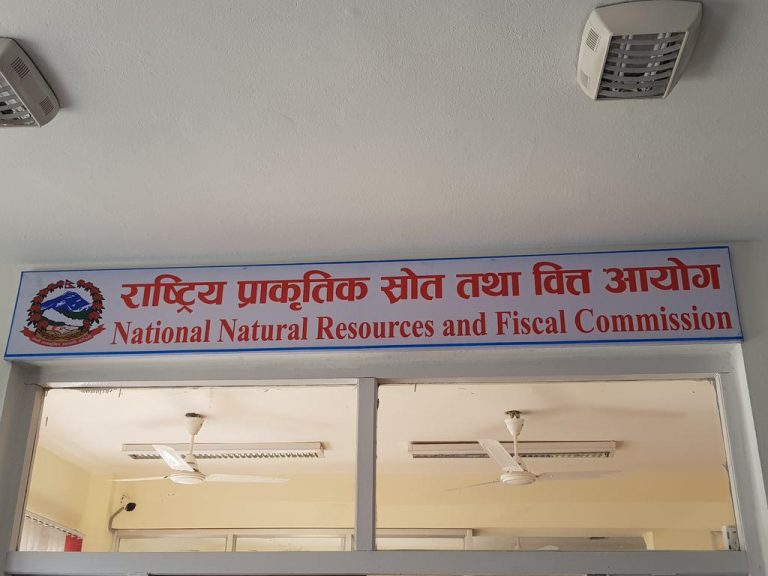 राष्ट्रिय प्राकृतिक स्रोत तथा वित्त आयोग
National Natural Resources and Fiscal Commission